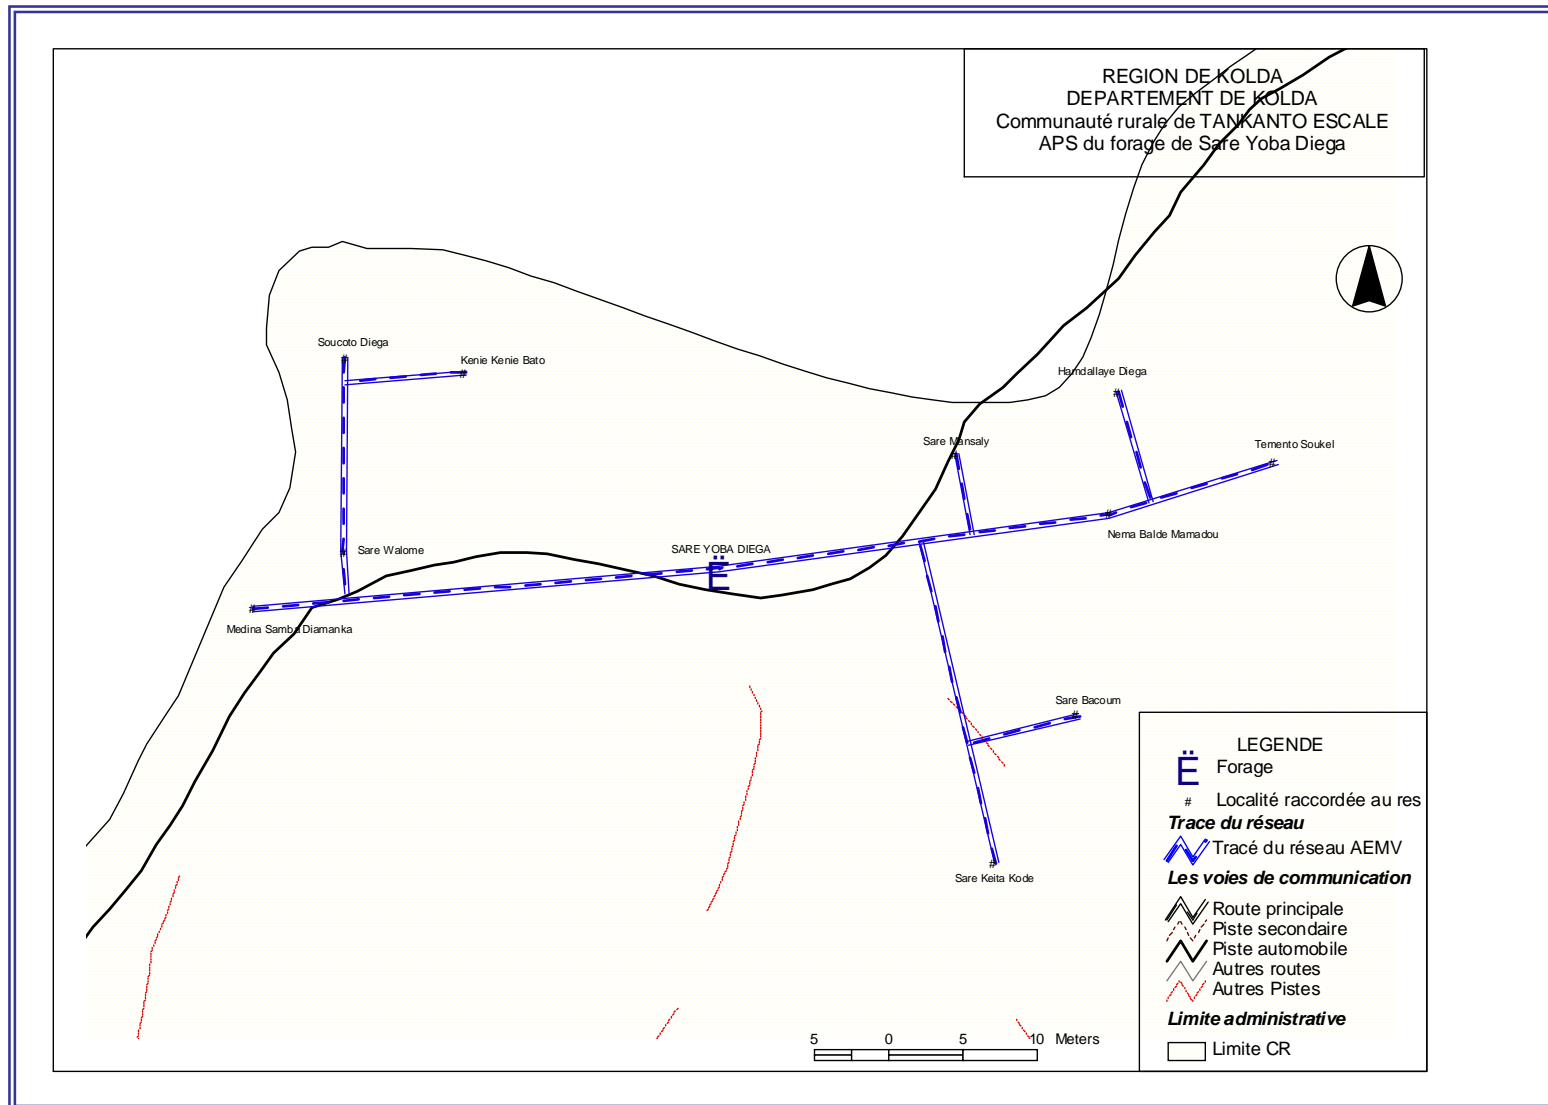 REGION DE KOLDA
DEPARTEMENT DE KOLDA
Communauté rurale de TANKANTO ESCALE
APS du forage de Sare Yoba Diega
Soucoto Diega
Kenie Kenie Bato
Hamdallaye Diega
Sare Mansaly
Temento Soukel
Nema Balde Mamadou
SARE YOBA DIEGA
Sare Walome
Medina Samba Diamanka
Sare Bacoum
Sare Keita Kode
LEGENDE
Ë Forage
# Localité raccordée au res
Trace du réseau
Tracé du réseau AEMV
Les voies de communication
Route principale
Piste secondaire
Piste automobile
Autres routes
Autres Pistes
Limite administrative
Limite CR
5 0 5 10 Meters